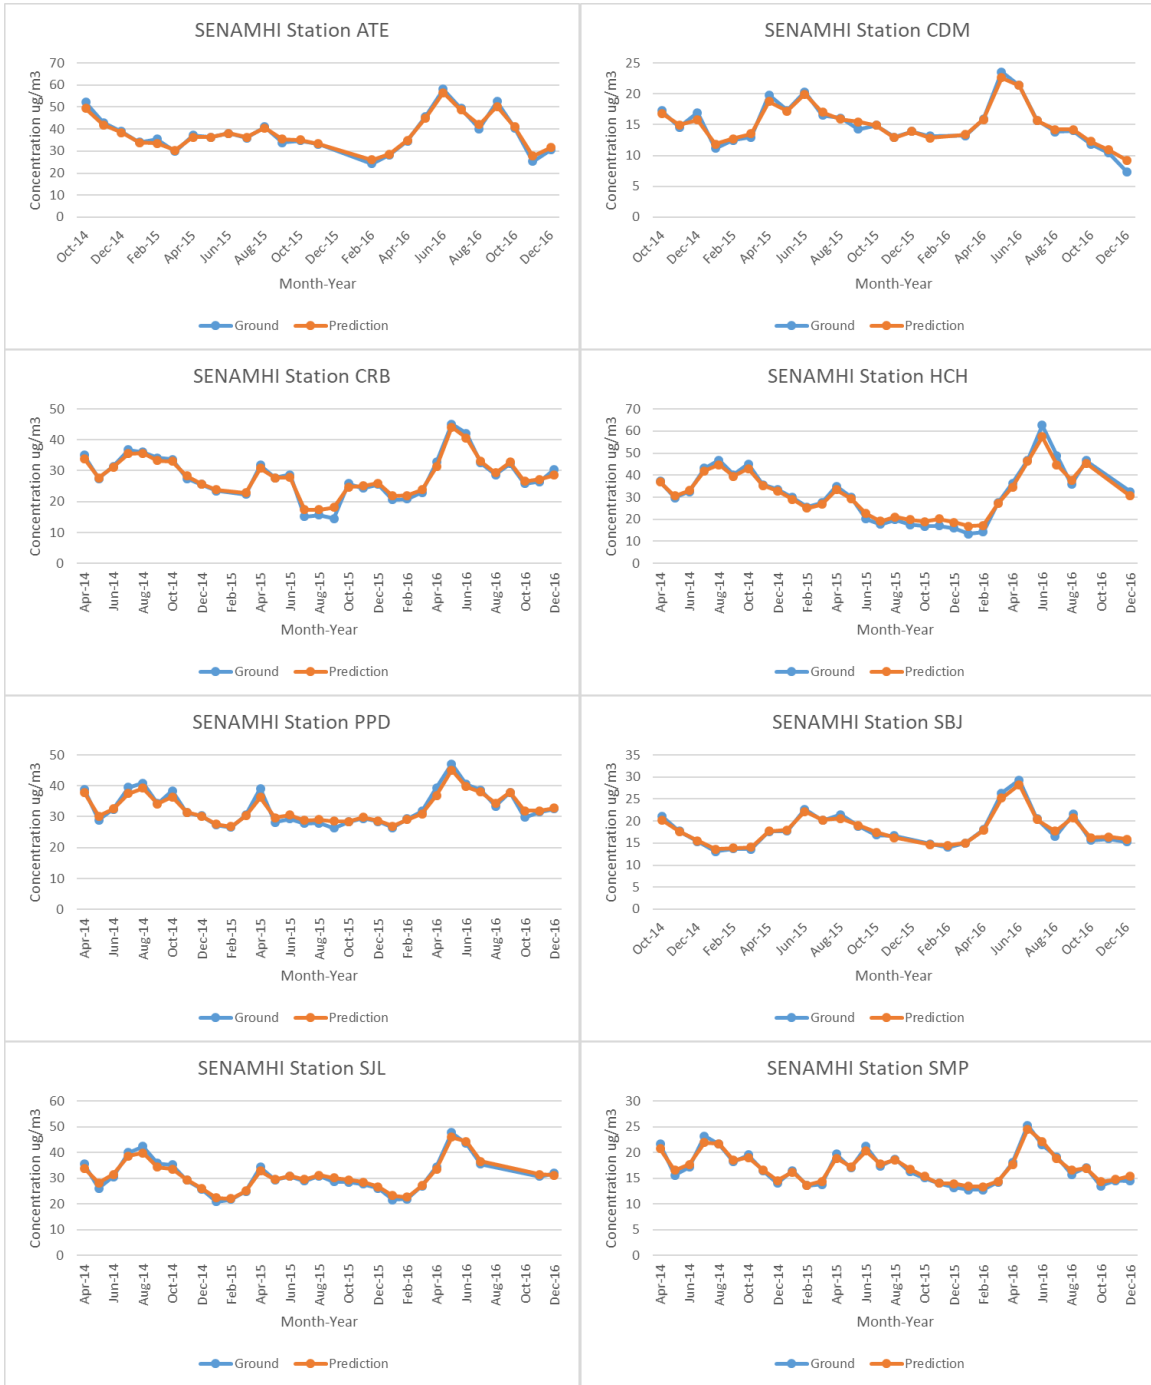 SENAMHI Station ATE
Concentration ug/m3
70
60
50
40
30
20
10
0
Oct-14 Dec-14 Feb-15 Apr-15 Jun-15 Aug-15 Oct-15 Dec-15 Feb-16 Apr-16 Jun-16 Aug-16 Oct-16 Dec-16
Month-Year
Ground Prediction
SENAMHI Station CDM
Concentration ug/m3
25
20
15
10
5
0
Oct-14 Dec-14 Feb-15 Apr-15 Jun-15 Aug-15 Oct-15 Dec-15 Feb-16 Apr-16 Jun-16 Aug-16 Oct-16 Dec-16
Month-Year
Ground Prediction
SENAMHI Station CRB
Concentration ug/m3
50
40
30
20
10
0
Apr-14 Jun-14 Aug-14 Oct-14 Dec-14 Feb-15 Apr-15 Jun-15 Aug-15 Oct-15 Dec-15 Feb-16 Apr-16 Jun-16 Aug-16 Oct-16 Dec-16
Month-Year
Ground Prediction
SENAMHI Station HCH
Concentration ug/m3
70
60
50
40
30
20
10
0
Apr-14 Jun-14 Aug-14 Oct-14 Dec-14 Feb-15 Apr-15 Jun-15 Aug-15 Oct-15 Dec-15 Feb-16 Apr-16 Jun-16 Aug-16 Oct-16 Dec-16
Month-Year
Ground Prediction
SENAMHI Station PPD
Concentration ug/m3
50
40
30
20
10
0
Apr-14 Jun-14 Aug-14 Oct-14 Dec-14 Feb-15 Apr-15 Jun-15 Aug-15 Oct-15 Dec-15 Feb-16 Apr-16 Jun-16 Aug-16 Oct-16 Dec-16
Month-Year
Ground Prediction
SENAMHI Station SBJ
Concentration ug/m3
35
30
25
20
15
10
5
0
Oct-14 Dec-14 Feb-15 Apr-15 Jun-15 Aug-15 Oct-15 Dec-15 Feb-16 Apr-16 Jun-16 Aug-16 Oct-16 Dec-16
Month-Year
Ground Prediction
SENAMHI Station SJL
Concentration ug/m3
60
50
40
30
20
10
0
Apr-14 Jun-14 Aug-14 Oct-14 Dec-14 Feb-15 Apr-15 Jun-15 Aug-15 Oct-15 Dec-15 Feb-16 Apr-16 Jun-16 Aug-16 Oct-16 Dec-16
Month-Year
Ground Prediction
SENAMHI Station SMP
Concentration ug/m3
30
25
20
15
10
5
0
Apr-14 Jun-14 Aug-14 Oct-14 Dec-14 Feb-15 Apr-15 Jun-15 Aug-15 Oct-15 Dec-15 Feb-16 Apr-16 Jun-16 Aug-16 Oct-16 Dec-16
Month-Year
Ground Prediction